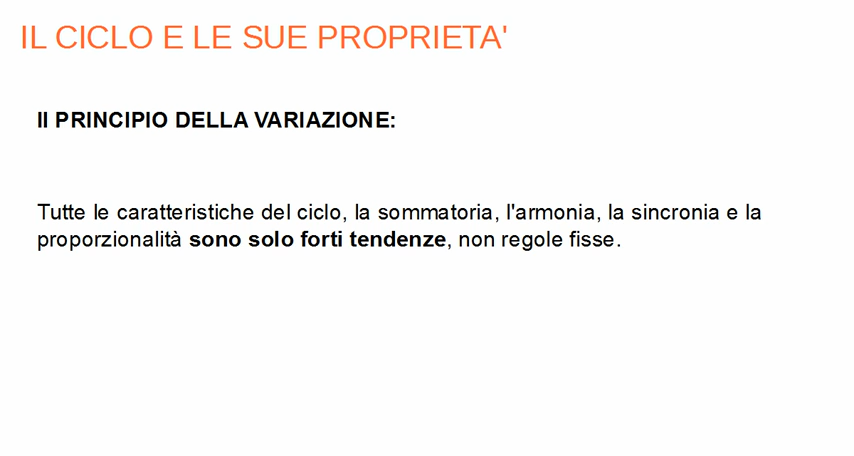 IL CICLO E LE SUE PROPRIETA'
Il PRINCIPIO DELLA VARIAZIONE:
Tutte le caratteristiche del ciclo, la sommatoria, l'armonia, la sincronia e la
proporzionalità sono solo forti tendenze, non regole fisse.